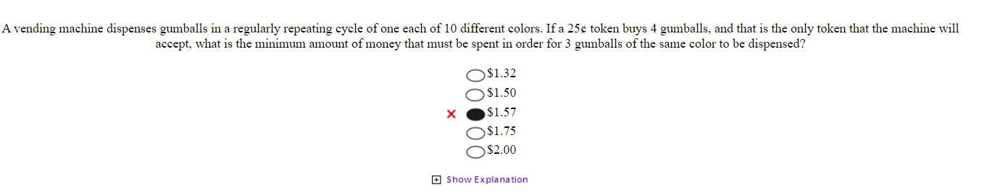 A vending machine dispenses gumballs in a regularly repeating cycle of one each of 10 different colors. If a 25¢ token buys 4 gumballs, and that is the only token that the machine will
accept, what is the minimum amount of money that must be spent in order for 3 gumballs of the same color to be dispensed?
$1.32
$1.50
$1.57
$1.75
$2.00
Show Explanation